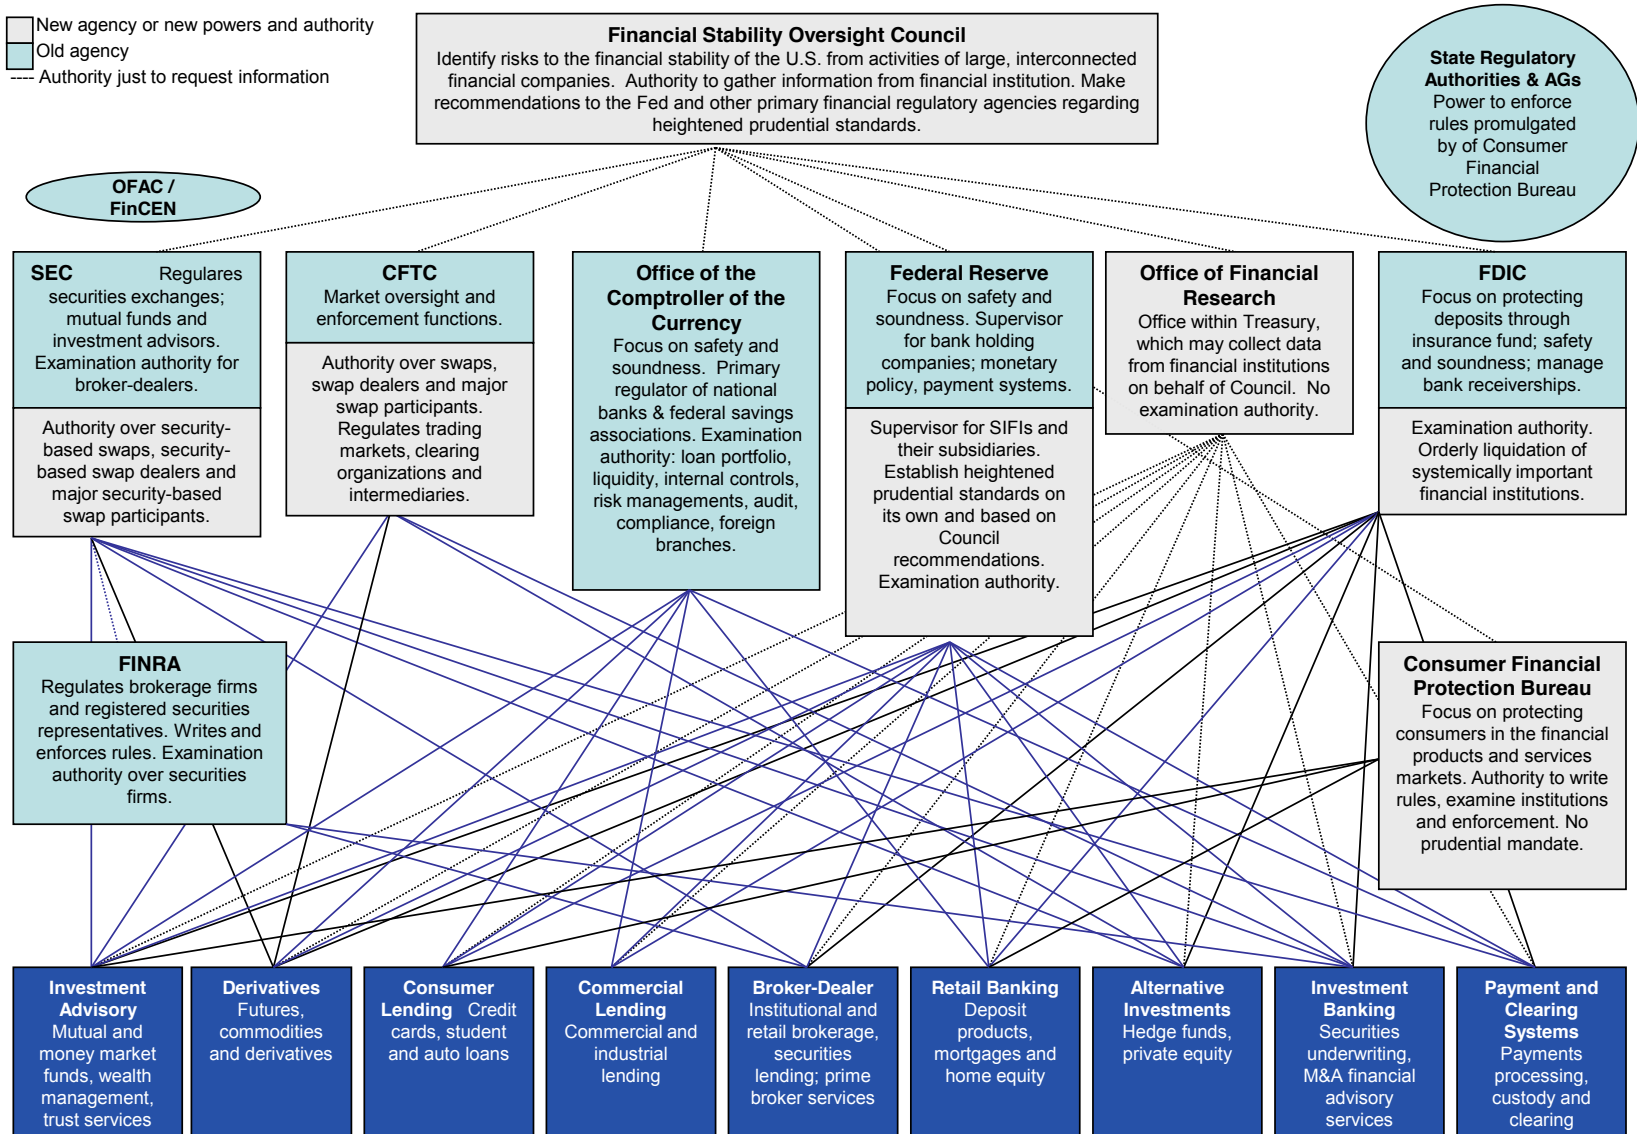 New agency or new powers and authority
Old agency
---- Authority just to request information
Financial Stability Oversight Council
Identify risks to the financial stability of the U.S. from activities of large, interconnected
financial companies.  Authority to gather information from financial institution. Make
recommendations to the Fed and other primary financial regulatory agencies regarding
heightened prudential standards.
State Regulatory
Authorities & AGs
Power to enforce
rules promulgated
by of Consumer
Financial
Protection Bureau
OFAC /
FinCEN
SEC Regulares
securities exchanges;
mutual funds and
investment advisors.
Examination authority for
broker-dealers.
Authority over security-
based swaps, security-
based swap dealers and
major security-based
swap participants.
CFTC
Market oversight and
enforcement functions.
Authority over swaps,
swap dealers and major
swap participants.
Regulates trading
markets, clearing
organizations and
intermediaries.
Office of the
Comptroller of the
Currency
Focus on safety and
soundness.  Primary
regulator of national
banks & federal savings
associations. Examination
authority: loan portfolio,
liquidity, internal controls,
risk managements, audit,
compliance, foreign
branches.
Federal Reserve
Focus on safety and
soundness. Supervisor
for bank holding
companies; monetary
policy, payment systems.
Supervisor for SIFIs and
their subsidiaries.
Establish heightened
prudential standards on
its own and based on
Council
recommendations.
Examination authority.
Office of Financial
Research
Office within Treasury,
which may collect data
from financial institutions
on behalf of Council.  No
examination authority.
FDIC
Focus on protecting
deposits through
insurance fund; safety
and soundness; manage
bank receiverships.
Examination authority.
Orderly liquidation of
systemically important
financial institutions.
FINRA
Regulates brokerage firms
and registered securities
representatives. Writes and
enforces rules. Examination
authority over securities
firms.
Consumer Financial
Protection Bureau
Focus on protecting
consumers in the financial
products and services
markets. Authority to write
rules, examine institutions
and enforcement. No
prudential mandate.
Investment
Advisory
Mutual and
money market
funds, wealth
management,
trust services
Derivatives
Futures,
commodities
and derivatives
Consumer
Lending Credit
cards, student
and auto loans
Commercial
Lending
Commercial and
industrial
lending
Broker-Dealer
Institutional and
retail brokerage,
securities
lending; prime
broker services
Retail Banking
Deposit
products,
mortgages and
home equity
Alternative
Investments
Hedge funds,
private equity
Investment
Banking
Securities
underwriting,
M&A financial
advisory
services
Payment and
Clearing
Systems
Payments
processing,
custody and
clearing